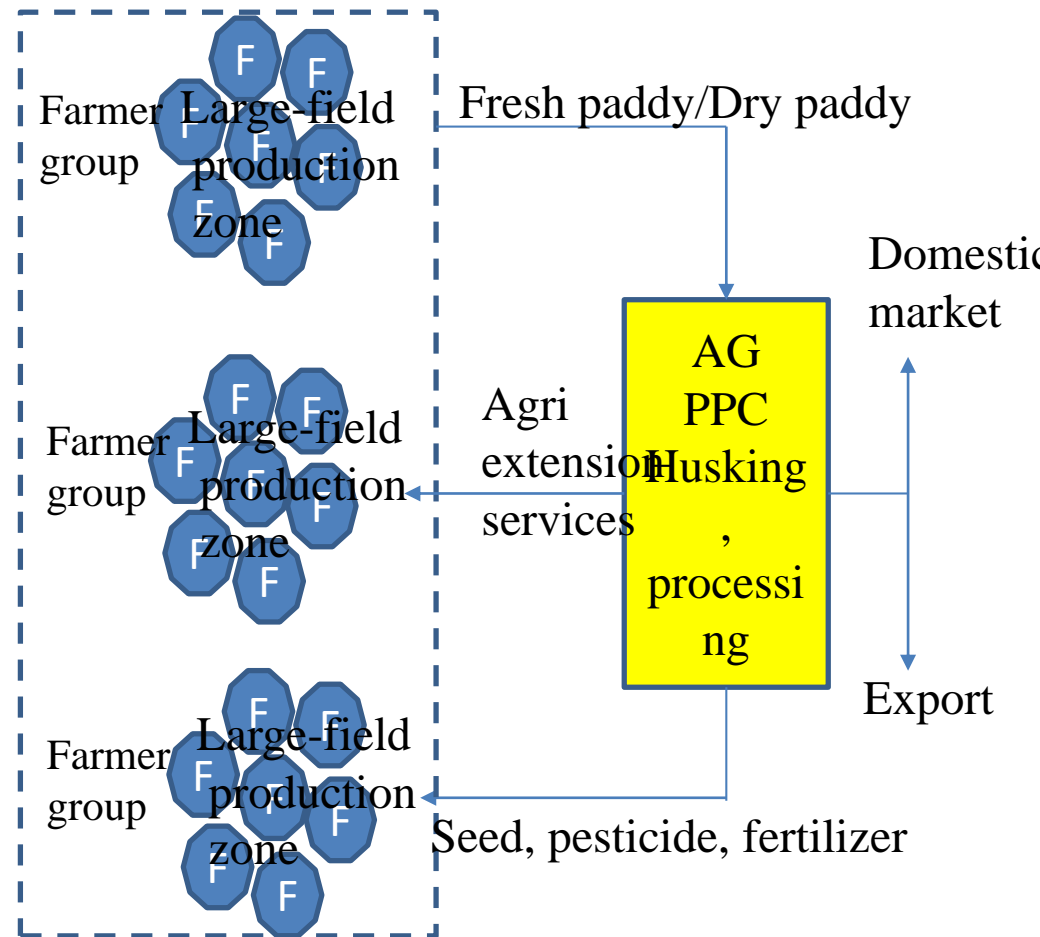 F
F
Farmer
group
F
Large-field
production
zone
F
F
F
F
Fresh paddy/Dry paddy
Domestic
market
AG
PPC
Husking
,
processi
ng
Agri
extension
services
F
F
Farmer
group
F
Large-field
production
zone
F
F
F
F
Export
F
F
Farmer
group
F
Large-field
production
zone
F
F
F
F
Seed, pesticide, fertilizer